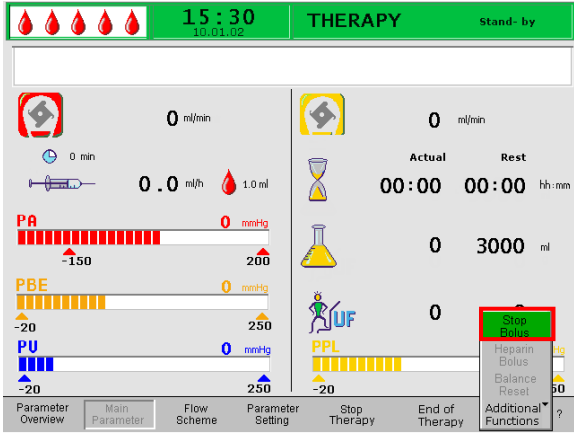 15:30
10.01.02
THERAPY
Stand- by
0 ml/min
0 min
0.0 ml/h
1.0 ml
PA 0 mmHg
-150 200
PBE 0 mmHg
-20 250
PV 0 mmHg
-20 250
0 ml/min
Actual Rest
00:00 00:00 hh:mm
0 3000 ml
UF 0
PPL
-20
Stop
Bolus
Heparin
Bolus
Balance
Reset
Additional
Functions
Parameter
Overview
Main
Parameter
Flow
Scheme
Parameter
Setting
Stop
Therapy
End of
Therapy
?